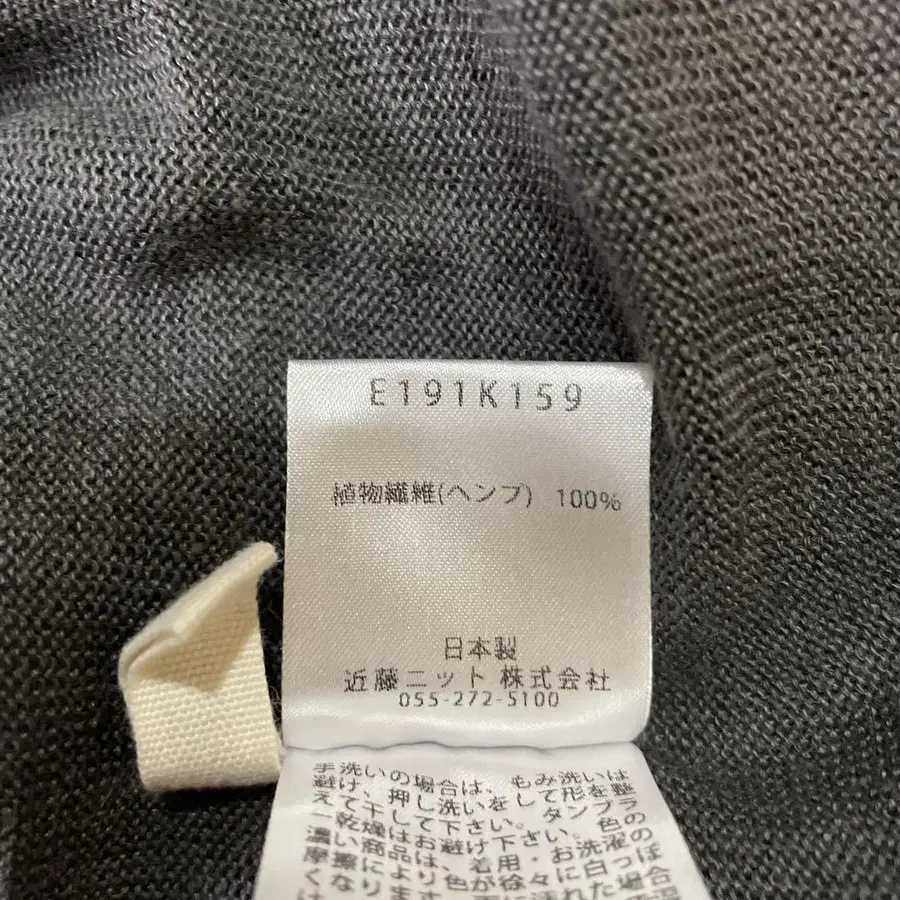 E191K159
植物繊維(ヘンプ) 100%
日本製
近藤ニット 株式会社
055-272-5100
手洗いの場合は、もみ洗いは
避け、押し洗いをして形を整
えて干して下さい。タンブラ
ー乾燥はお避け下さい。色の
濃い商品は、着用・お洗濯の
摩擦により色が徐々に白っぽ
くなります。